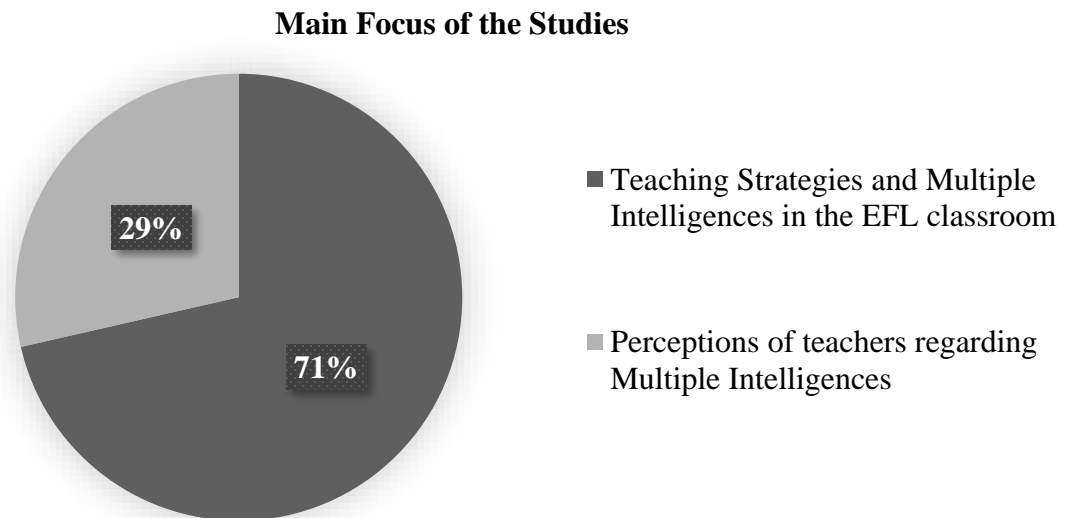 Main Focus of the Studies
29%
71%
Teaching Strategies and Multiple
Intelligences in the EFL classroom
Perceptions of teachers regarding
Multiple Intelligences